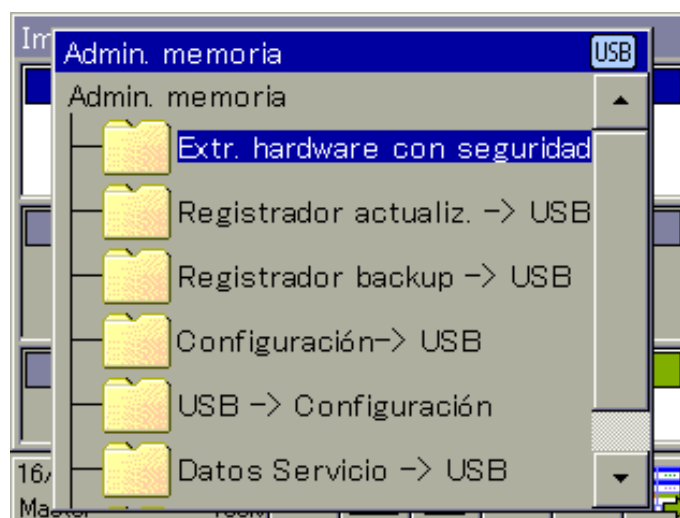 Admin. memoria USB
Admin. memoria
Extr. hardware con seguridad
Registrador actualiz. -> USB
Registrador backup -> USB
Configuración-> USB
USB -> Configuración
Datos Servicio -> USB
16/